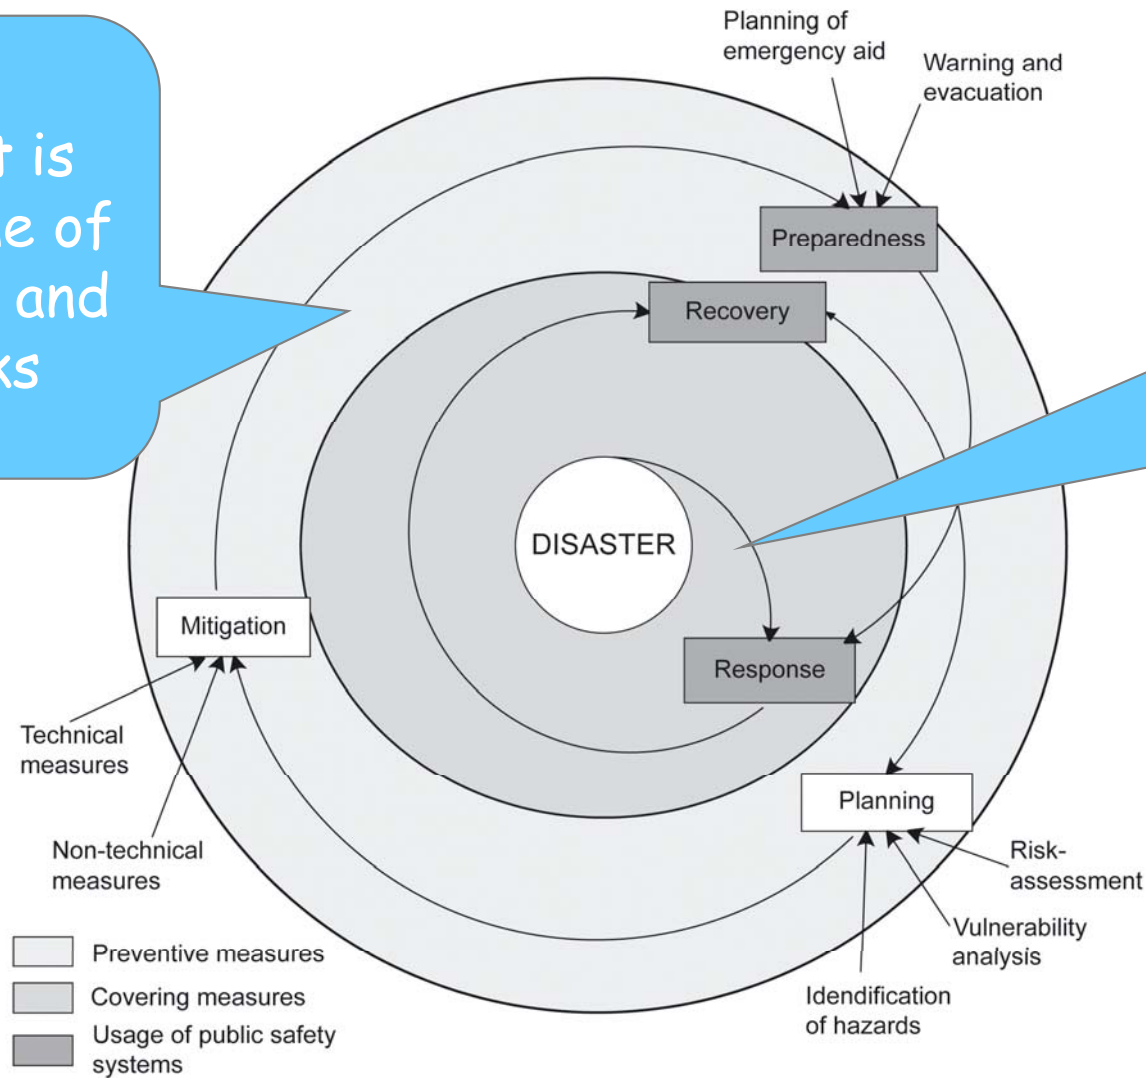 t is
e of
and
ks
Planning of
emergency aid
Warning and
evacuation
Preparedness
Recovery
DISASTER
Mitigation
Response
Technical
measures
Planning
Non-technical
measures
Risk-
assessment
Vulnerability
analysis
Idendification
of hazards
Preventive measures
Covering measures
Usage of public safety
systems